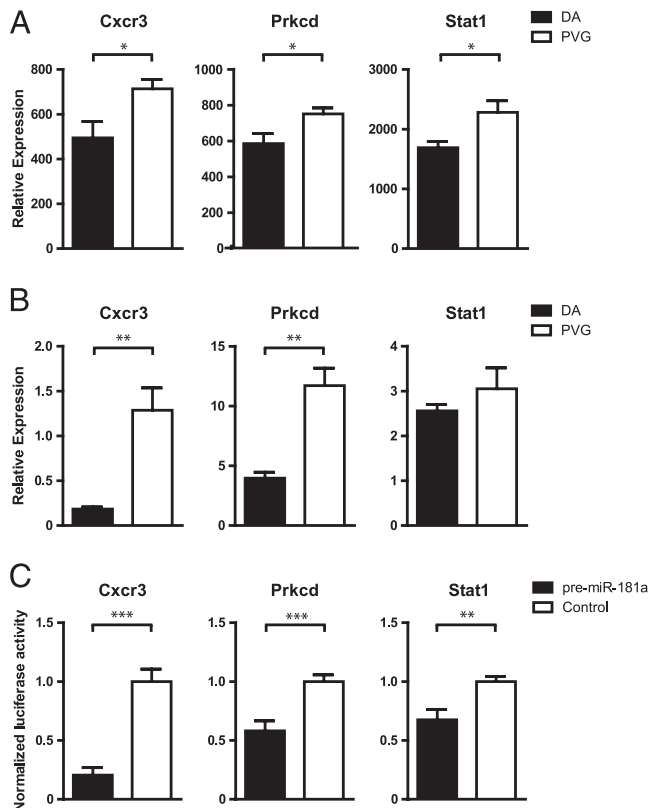 A
Cxcr3
Prkcd
Stat1
DA
PVG
Relative Expression
800
600
400
200
0
*
1000
800
600
400
200
0
*
3000
2000
1000
0
*
B
Cxcr3
Prkcd
Stat1
DA
PVG
Relative Expression
2.0
1.5
1.0
0.5
0.0
**
15
10
5
0
**
4
3
2
1
0
C
Cxcr3
Prkcd
Stat1
pre-miR-181a
Control
Normalized luciferase activity
1.5
1.0
0.5
0.0
***
1.5
1.0
0.5
0.0
***
1.5
1.0
0.5
0.0
**